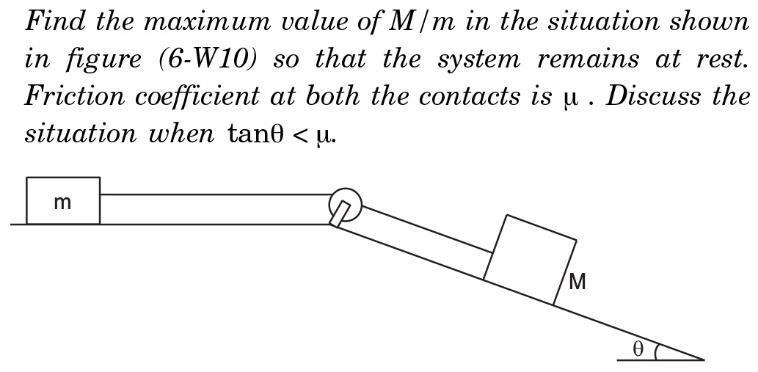 Find the maximum value of M/m in the situation shown
in figure (6-W10) so that the system remains at rest.
Friction coefficient at both the contacts is μ . Discuss the
situation when tanθ < μ.
m
M
θ